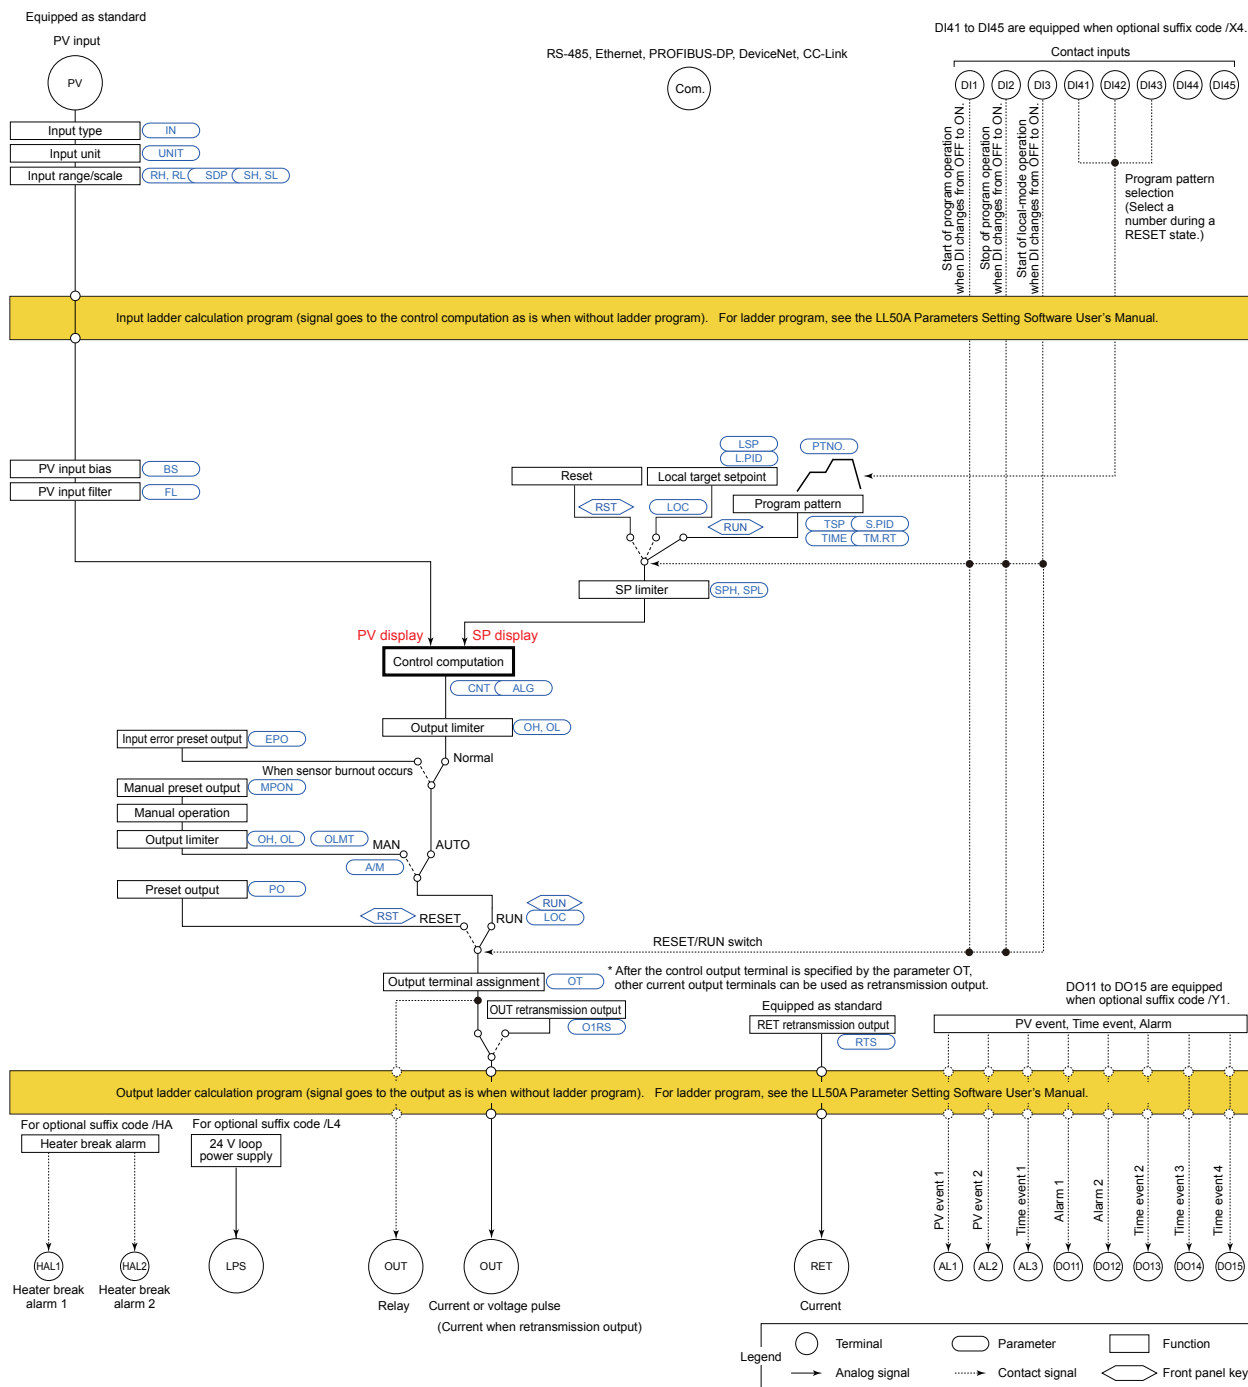 Equipped as standard
PV input
PV
RS-485, Ethernet, PROFIBUS-DP, DeviceNet, CC-Link
Com.
DI41 to DI45 are equipped when optional suffix code /X4.
Contact inputs
DI1 DI2 DI3 DI41 DI42 DI43 DI44 DI45
Input type IN
Input unit UNIT
Input range/scale RH, RL SDP SH, SL
Start of program operation
when DI changes from OFF to ON.
Stop of program operation
when DI changes from OFF to ON.
Start of local-mode operation
when DI changes from OFF to ON.
Program pattern
selection
(Select a
number during a
RESET state.)
Input ladder calculation program (signal goes to the control computation as is when without ladder program). For ladder program, see the LL50A Parameters Setting Software User's Manual.
PV input bias BS
PV input filter FL
LSP
L.PID
PTNO.
Reset
Local target setpoint
RST
LOC
Program pattern
RUN
TSP S.PID
TIME TM.RT
SP limiter SPH, SPL
PV display
SP display
Control computation
CNT ALG
Output limiter OH, OL
Input error preset output EPO
Normal
When sensor burnout occurs
Manual preset output MPON
Manual operation
Output limiter OH, OL OLMT
MAN
AUTO
A/M
Preset output PO
RUN
RST
RESET
RUN
LOC
RESET/RUN switch
Output terminal assignment OT
* After the control output terminal is specified by the parameter OT,
other current output terminals can be used as retransmission output.
OUT retransmission output
O1RS
Equipped as standard
RET retransmission output
RTS
DO11 to DO15 are equipped
when optional suffix code /Y1.
PV event, Time event, Alarm
Output ladder calculation program (signal goes to the output as is when without ladder program). For ladder program, see the LL50A Parameter Setting Software User's Manual.
For optional suffix code /HA
Heater break alarm
For optional suffix code /L4
24 V loop
power supply
PV event 1
PV event 2
Time event 1
Alarm 1
Alarm 2
Time event 2
Time event 3
Time event 4
HAL1 HAL2 LPS OUT OUT RET AL1 AL2 AL3 DO11 DO12 DO13 DO14 DO15
Heater break
alarm 1
Heater break
alarm 2
Relay
Current or voltage pulse
(Current when retransmission output)
Current
Legend
Terminal
Parameter
Function
Analog signal
Contact signal
Front panel key